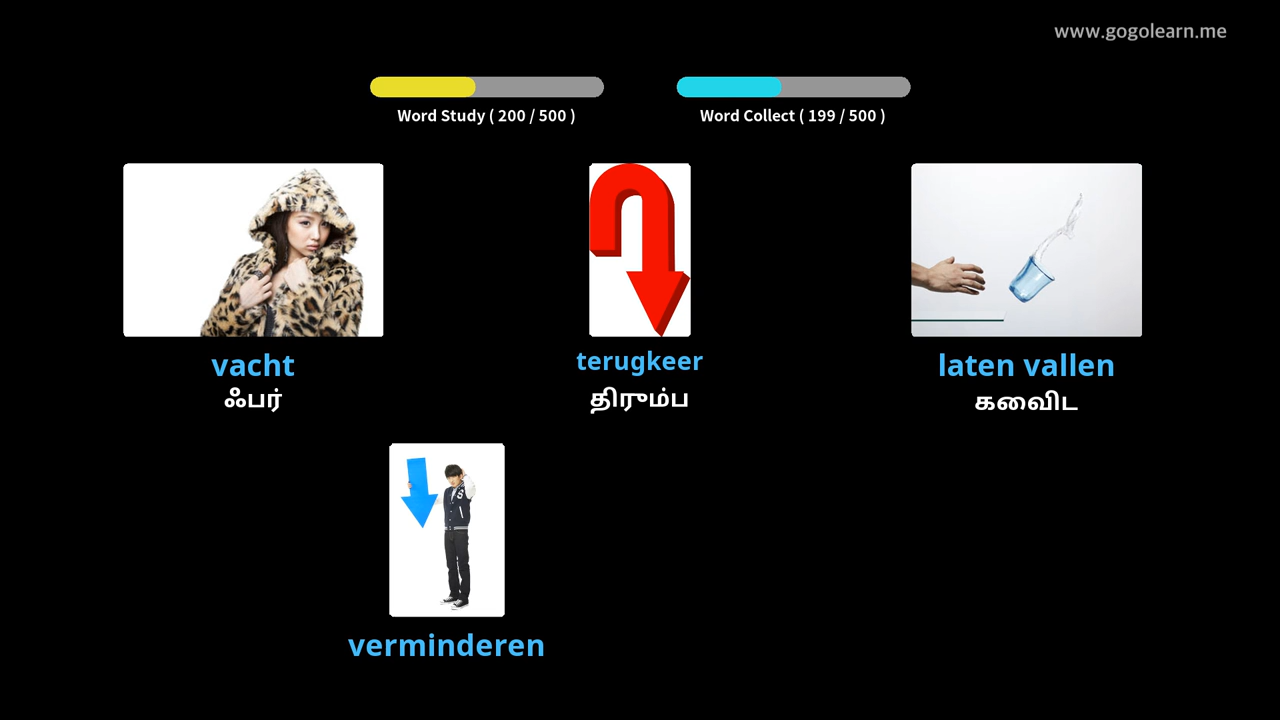 www.gogolearn.me
Word Study ( 200 / 500 )
Word Collect ( 199 / 500 )
vacht
ஃபர்
terugkeer
திரும்ப
laten vallen
கைவிட
verminderen